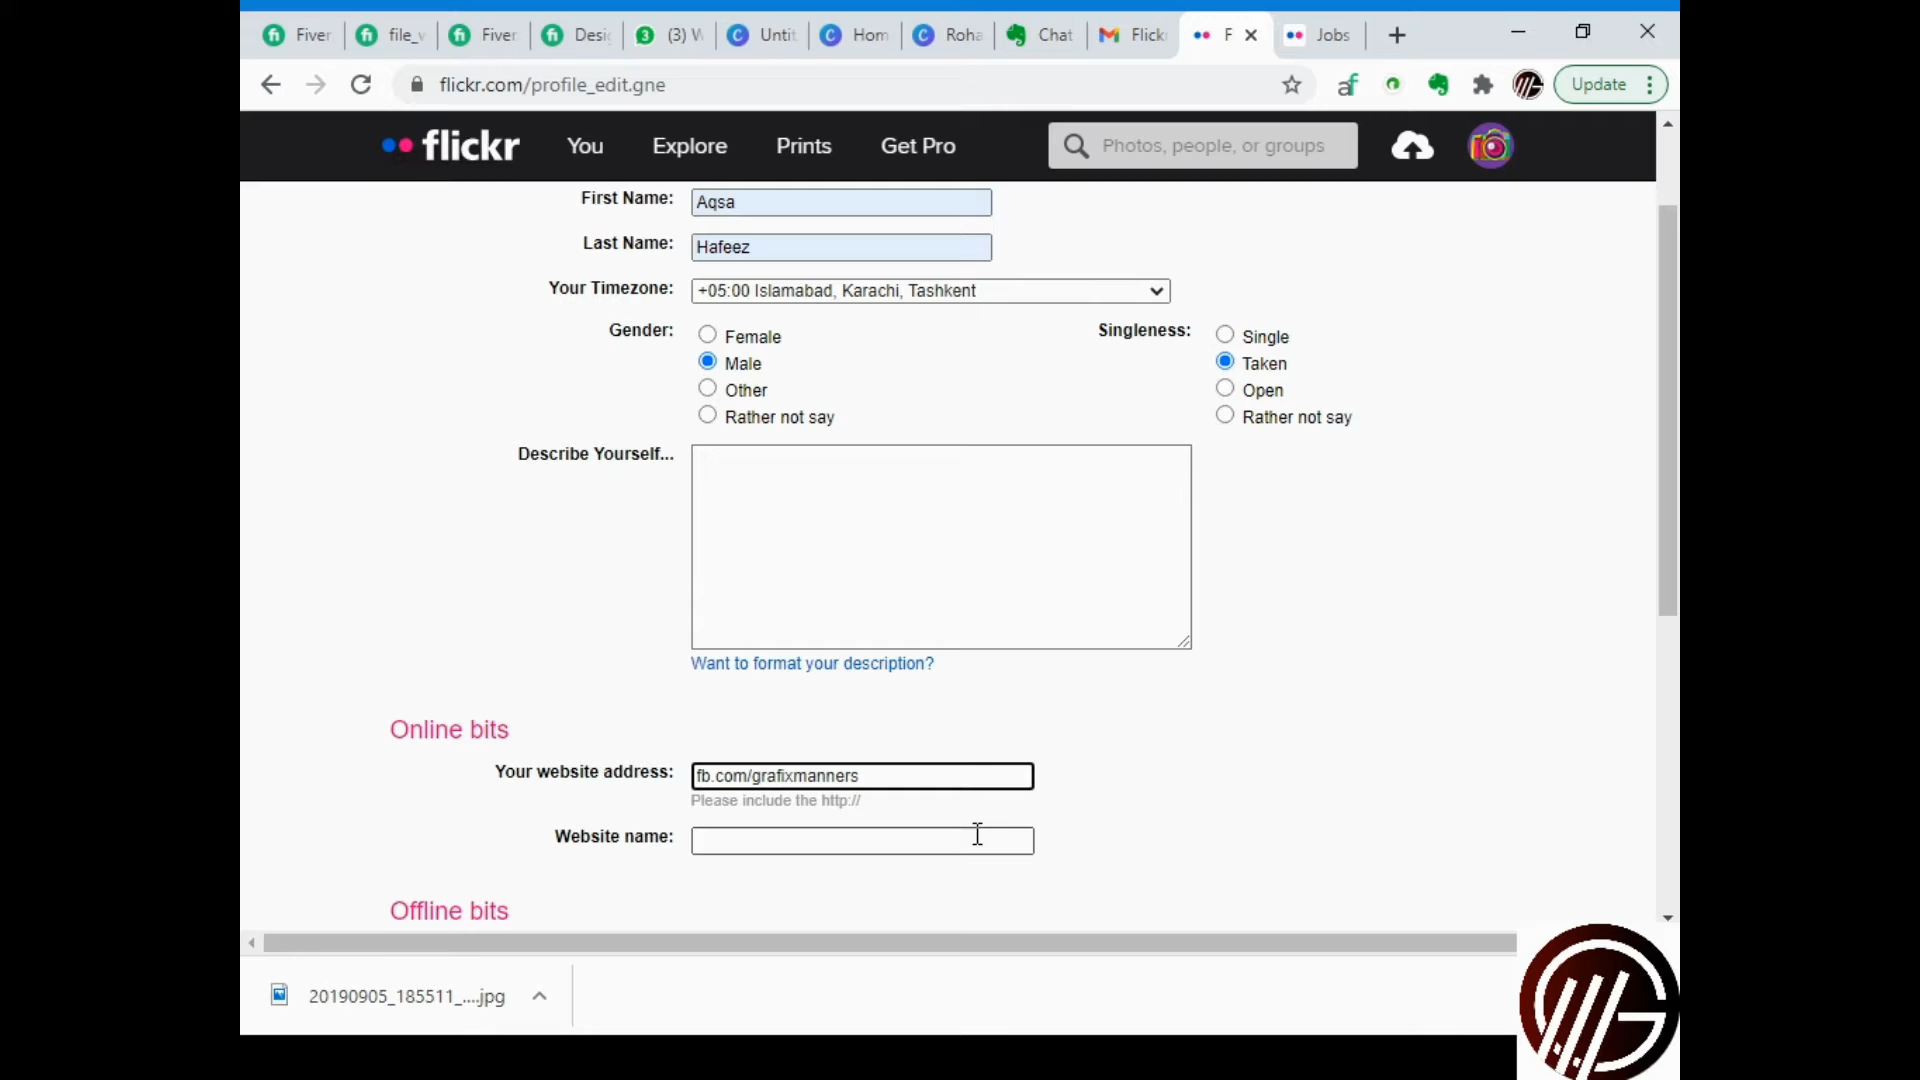 Fiver file_v Fiver Desi (3) W Unti Hom Roha Chat Flick F Jobs
flickr.com/profile_edit.gne Update
flickr You Explore Prints Get Pro Photos, people, or groups
First Name: Aqsa
Last Name: Hafeez
Your Timezone: +05:00 Islamabad, Karachi, Tashkent
Gender: Female Singleness: Single
Male Taken
Other Open
Rather not say Rather not say
Describe Yourself...
Want to format your description?
Online bits
Your website address: fb.com/grafixmanners
Please include the http://
Website name:
Offline bits
20190905_185511_....jpg